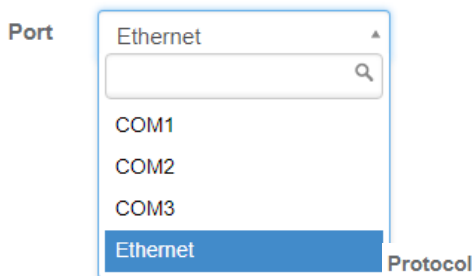 Port Ethernet
COM1
COM2
COM3
Ethernet
Protocol